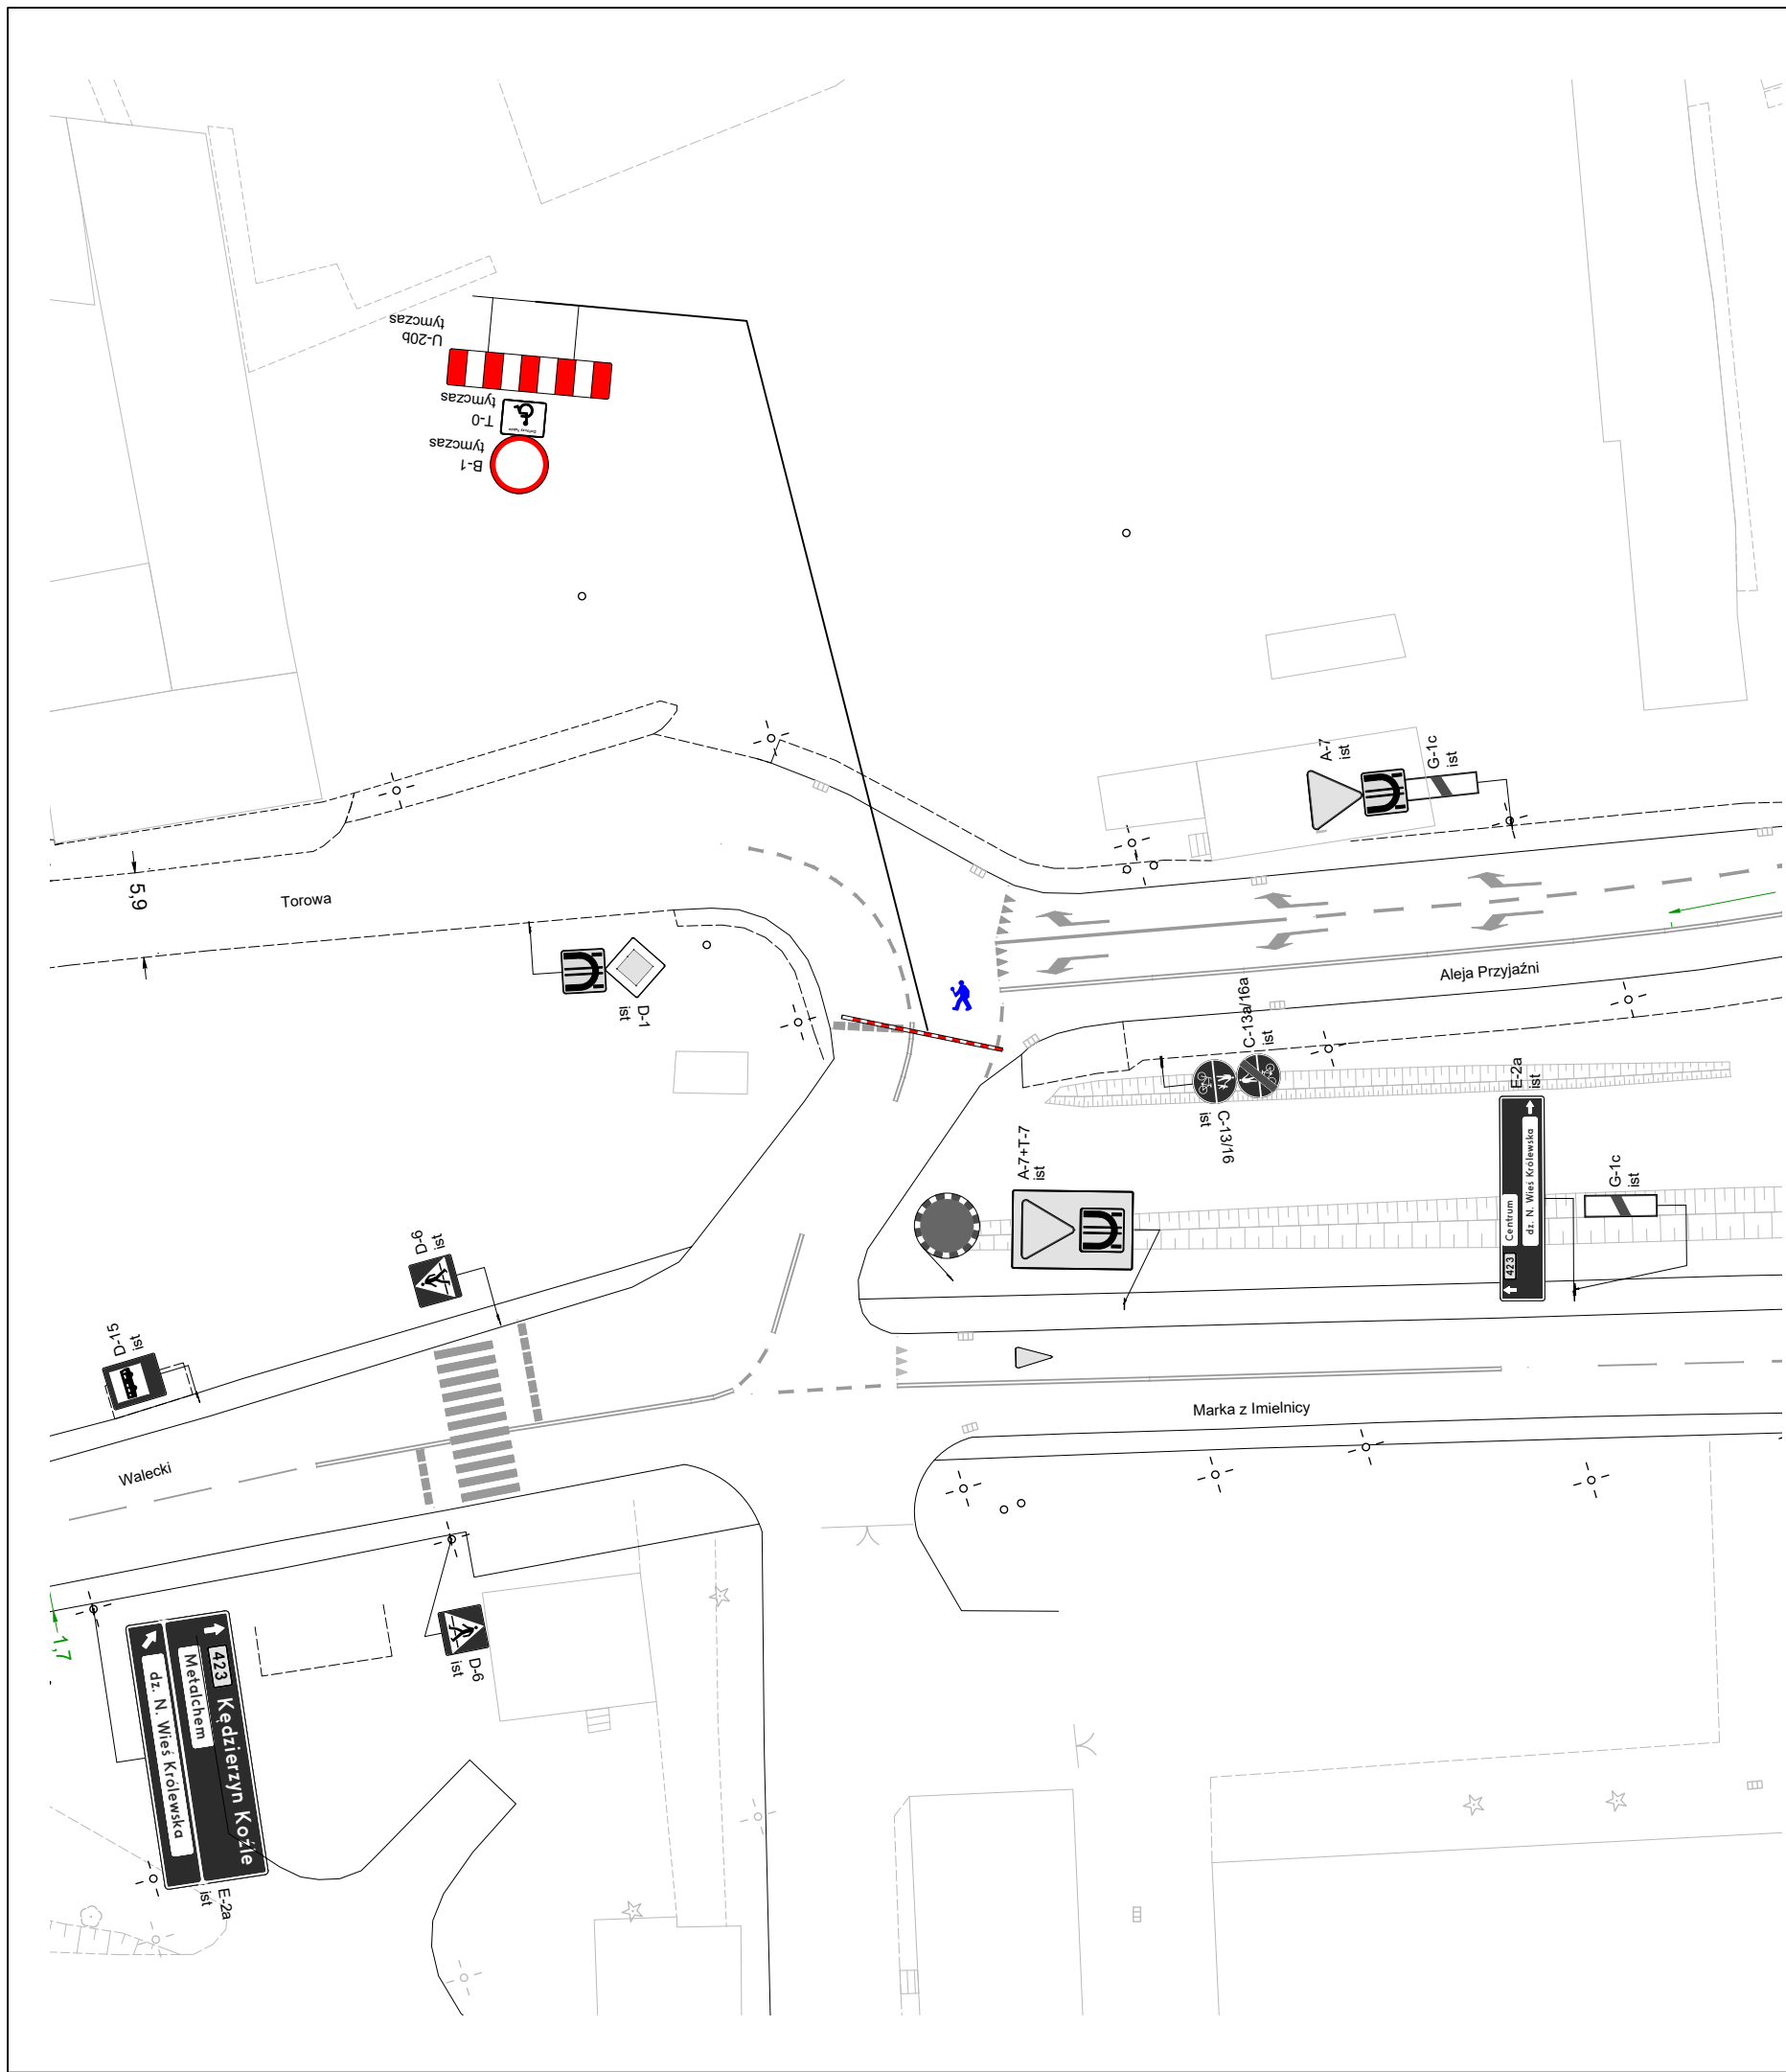 U-20b
tymczas
T-0
tymczas
B-1
tymczas
A-7
ist
G-1c
ist
5,9
Torowa
D-1
ist
Aleja Przyjaźni
C-13a/16a
ist
C-13/16
ist
E-2a
ist
A-7+T-7
ist
G-1c
ist
423
Centrum
dz. N. Wieś Królewska
D-6
ist
D-15
ist
Marka z Imielnicy
Walecki
1,7
D-6
ist
423 Kędzierzyn Koźle
Metalchem
dz. N. Wieś Królewska
E-2a
ist